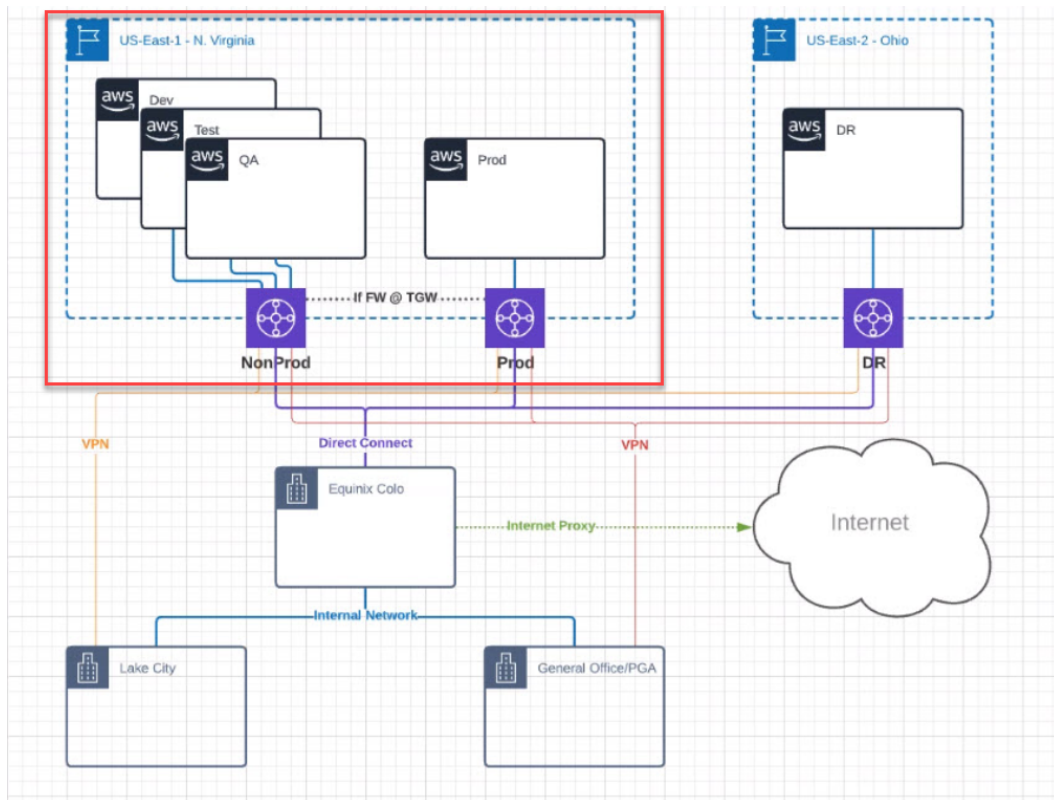 US-East-1 - N. Virginia
US-East-2 - Ohio
aws
Dev
aws
Test
aws
QA
aws
Prod
aws
DR
If FW @ TGW
NonProd
Prod
DR
VPN
Direct Connect
VPN
Equinix Colo
Internet Proxy
Internet
Internal Network
Lake City
General Office/PGA